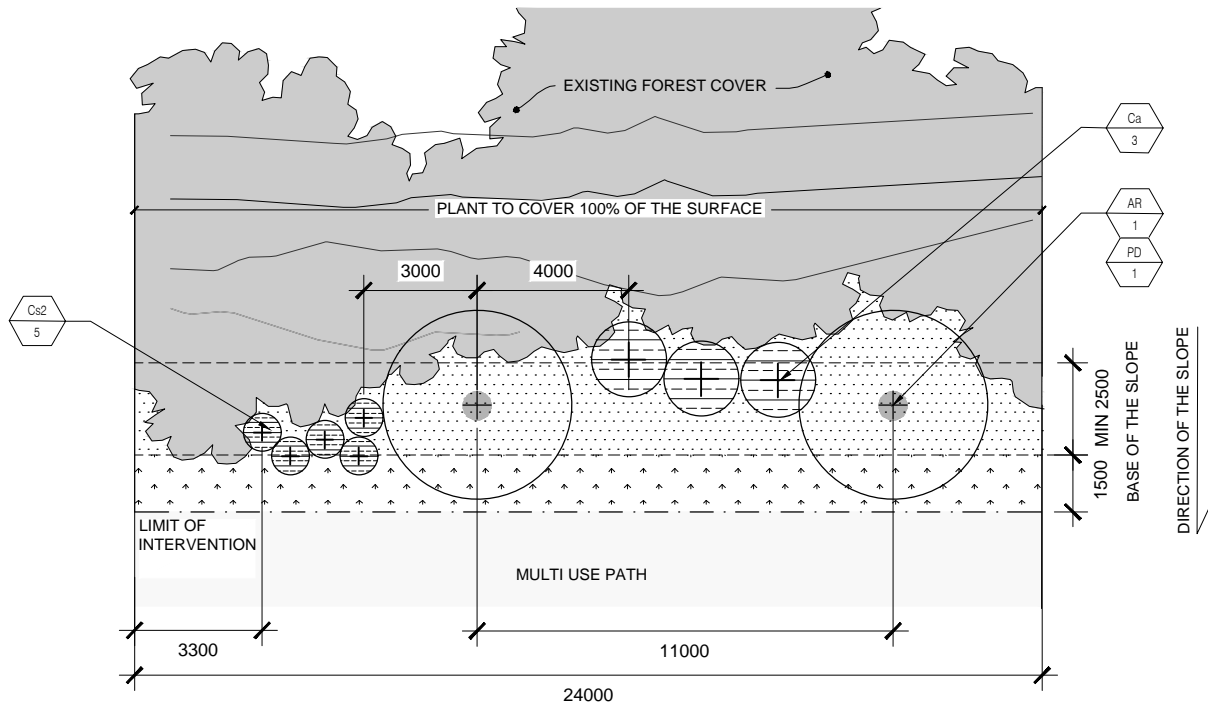 EXISTING FOREST COVER
Ca
3
PLANT TO COVER 100% OF THE SURFACE
AR
1
PD
1
3000
4000
Cs2
5
1500 MIN 2500
BASE OF THE SLOPE
DIRECTION OF THE SLOPE
LIMIT OF
INTERVENTION
MULTI USE PATH
3300
11000
24000